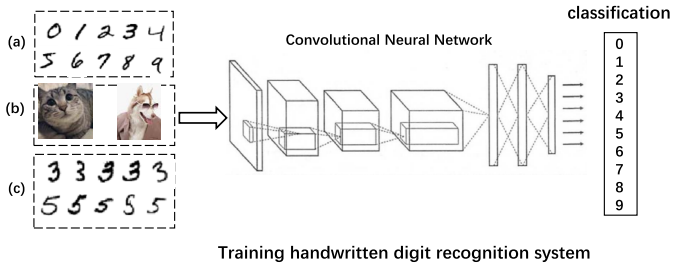 classification
(a)
0 1 2 3 4
5 6 7 8 9
Convolutional Neural Network
(b)
(c)
3 3 3 3 3
5 5 5 5 5
0
1
2
3
4
5
6
7
8
9
Training handwritten digit recognition system